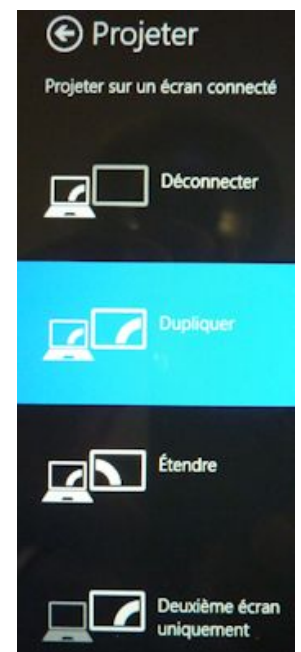 Projeter
Projeter sur un écran connecté
Déconnecter
Dupliquer
Étendre
Deuxième écran
uniquement